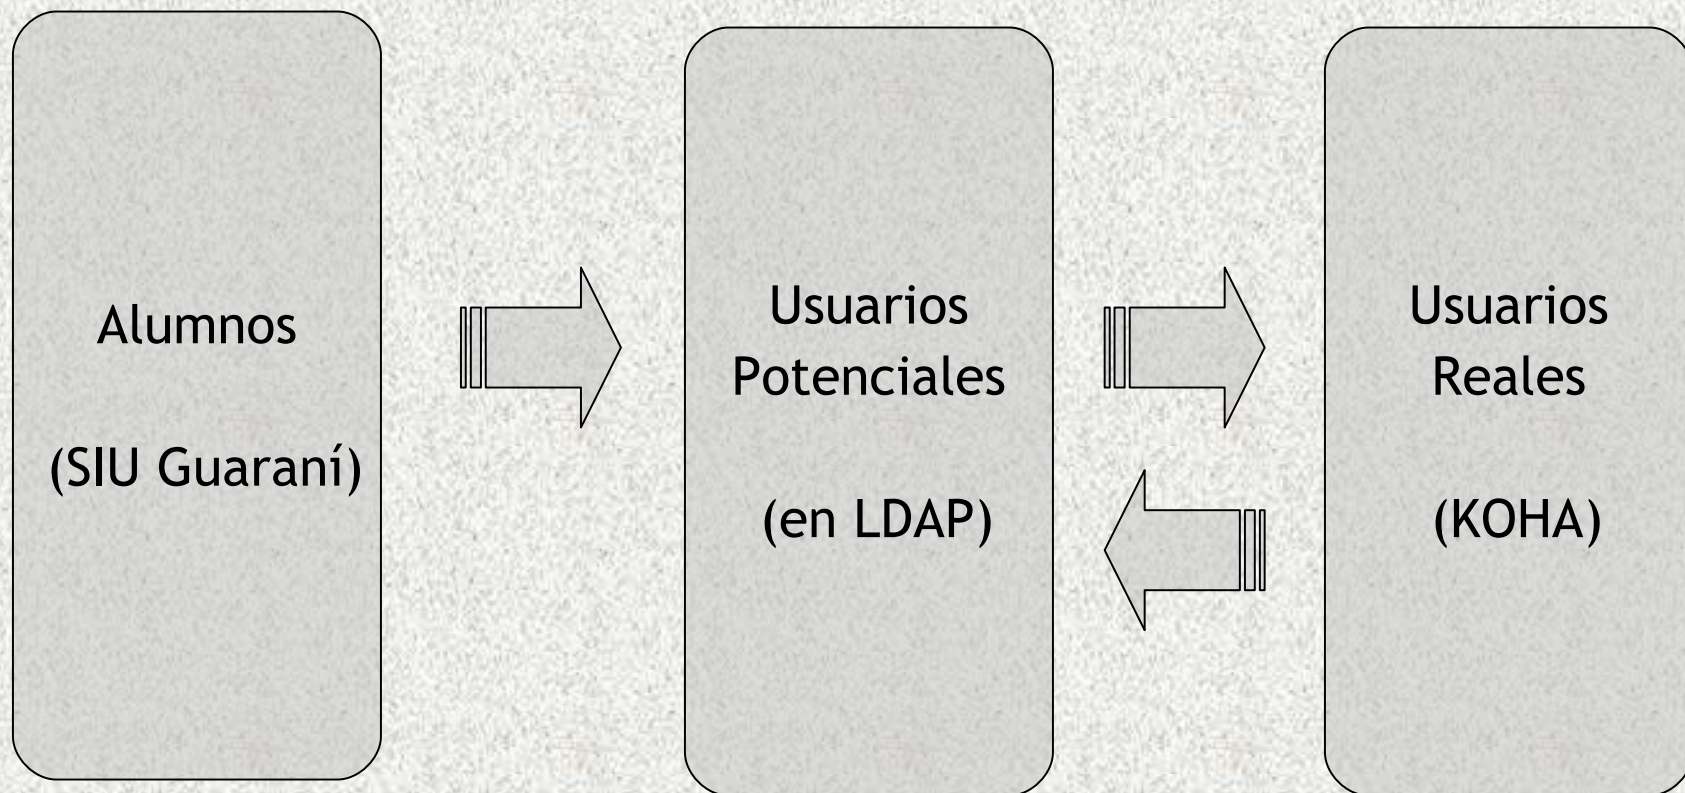 Alumnos
(SIU Guaraní)
Usuarios
Potenciales
(en LDAP)
Usuarios
Reales
(KOHA)